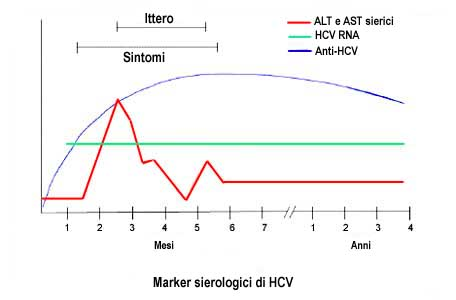 Ittero
Sintomi
ALT e AST sierici
HCV RNA
Anti-HCV
1 2 3 4 5 6 7 // 1 2 3 4
Mesi Anni
Marker sierologici di HCV